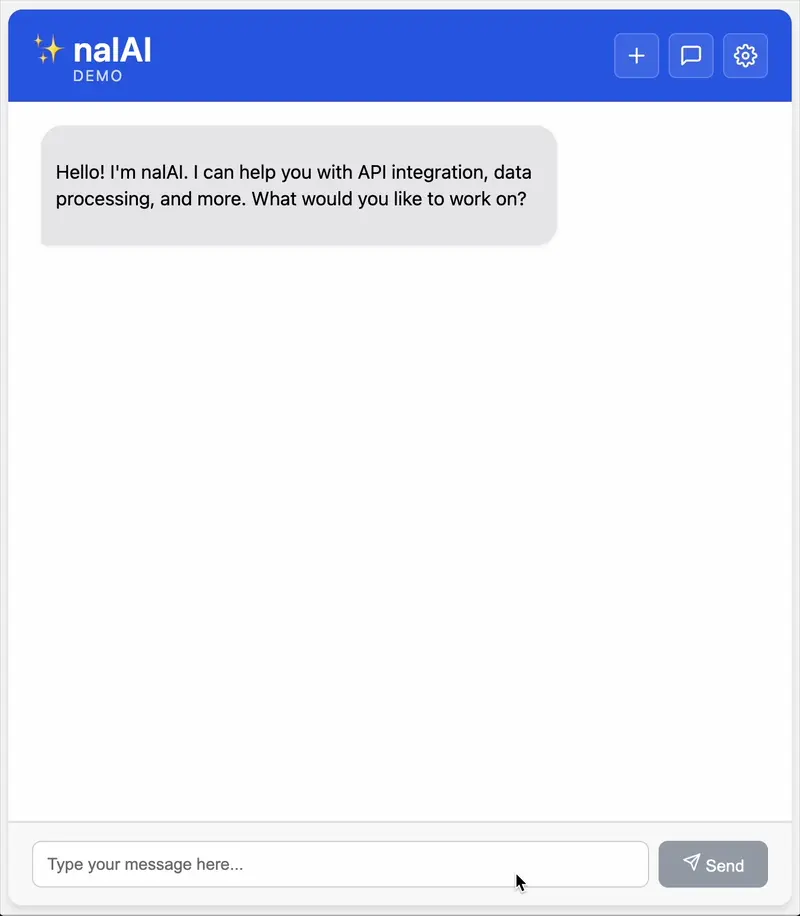 nalAI
DEMO
Hello! I'm nalAI. I can help you with API integration, data
processing, and more. What would you like to work on?
Type your message here...
Send